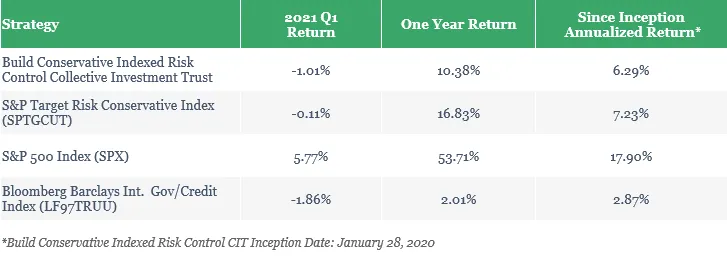 Strategy 2021 Q1 Return One Year Return Since Inception Annualized Return*
Build Conservative Indexed Risk
Control Collective Investment Trust -1.01% 10.38% 6.29%
S&P Target Risk Conservative Index
(SPTGCUT) -0.11% 16.83% 7.23%
S&P 500 Index (SPX) 5.77% 53.71% 17.90%
Bloomberg Barclays Int. Gov/Credit
Index (LF97TRUU) -1.86% 2.01% 2.87%
*Build Conservative Indexed Risk Control CIT Inception Date: January 28, 2020